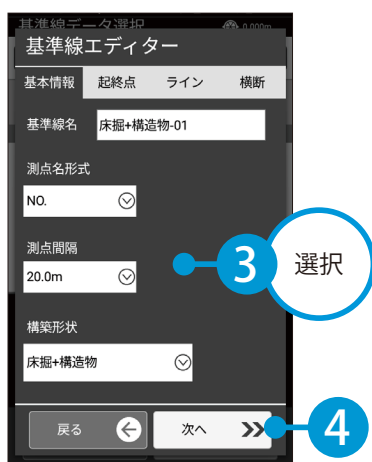 基準線データ選択 0.000m
基準線エディター
基本情報 起終点 ライン 横断
基準線名 床掘+構造物-01
測点名形式
NO.
測点間隔
20.0m
3 選択
構築形状
床掘+構造物
戻る 次へ 4